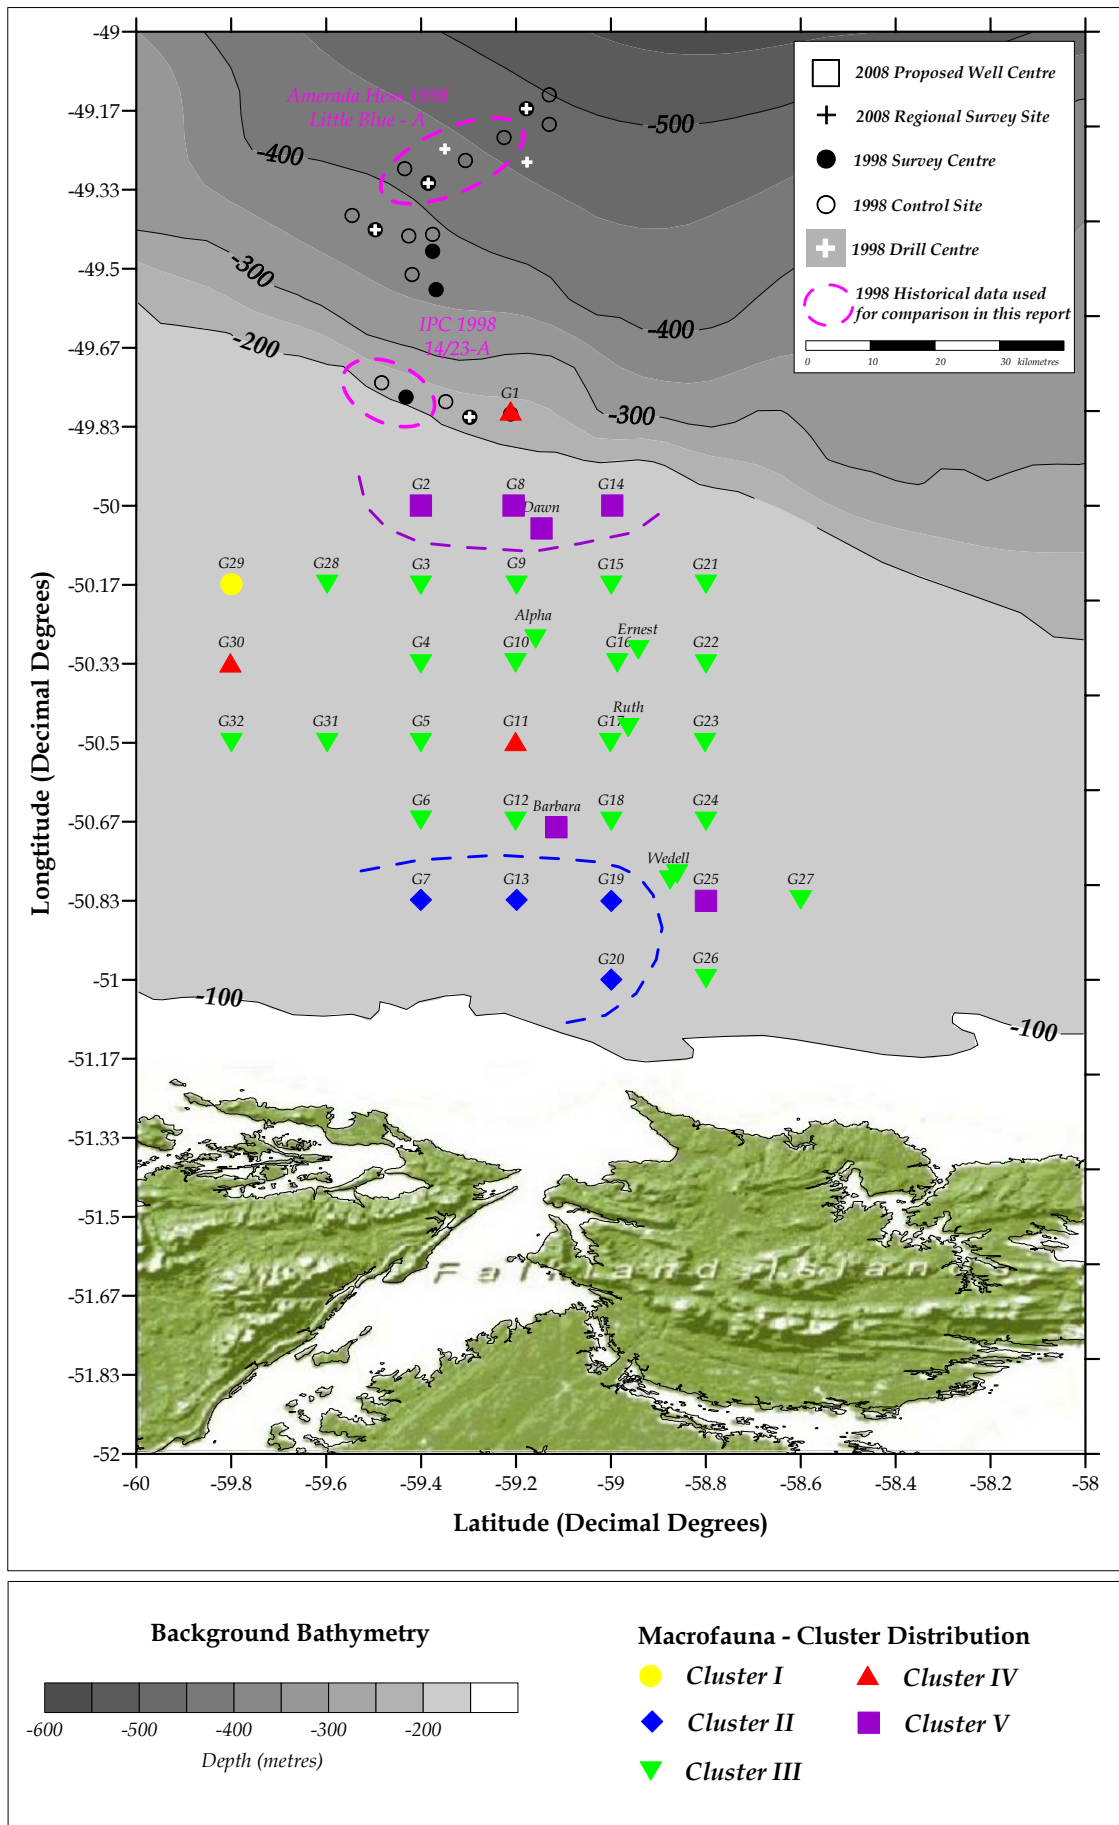 -49
-49.17
-49.33
-49.5
-49.67
-49.83
-50
-50.17
-50.33
-50.5
-50.67
-50.83
-51
-51.17
-51.33
-51.5
-51.67
-51.83
-52
Longtitude (Decimal Degrees)
-60
-59.8
-59.6
-59.4
-59.2
-59
-58.8
-58.6
-58.4
-58.2
-58
Latitude (Decimal Degrees)
2008 Proposed Well Centre
2008 Regional Survey Site
1998 Survey Centre
1998 Control Site
1998 Drill Centre
1998 Historical data used
for comparison in this report
0 10 20 30 kilometres
Amerada Hess 1998
Little Blue - A
-500
-400
-300
-400
IPC 1998
14/23-A
-200
-300
G1
G2
G8
G14
Dawn
G29
G28
G3
G9
G15
G21
Alpha
Ernest
G30
G4
G10
G16
G22
Ruth
G32
G31
G5
G11
G17
G23
G6
G12
Barbara
G18
G24
Wedell
G7
G13
G19
G25
G27
G20
G26
-100
-100
Falkland Islands
Background Bathymetry
-600
-500
-400
-300
-200
Depth (metres)
Macrofauna - Cluster Distribution
Cluster I
Cluster II
Cluster III
Cluster IV
Cluster V